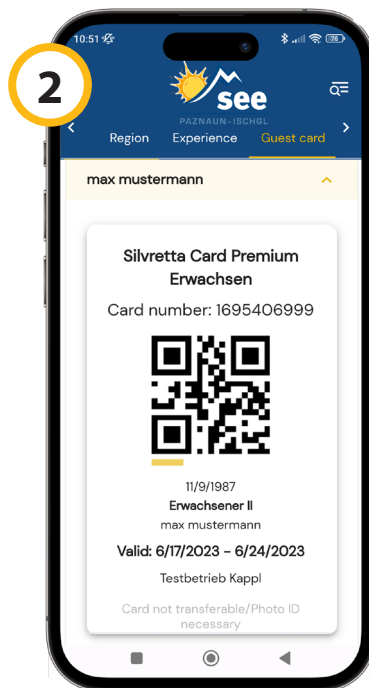 2
10:51
76
see
PAZNAUN-ISCHGL
Region Experience Guest card
max mustermann
Silvretta Card Premium
Erwachsen
Card number: 1695406999
11/9/1987
Erwachsener II
max mustermann
Valid: 6/17/2023 - 6/24/2023
Testbetrieb Kappl
Card not transferable/Photo ID
necessary